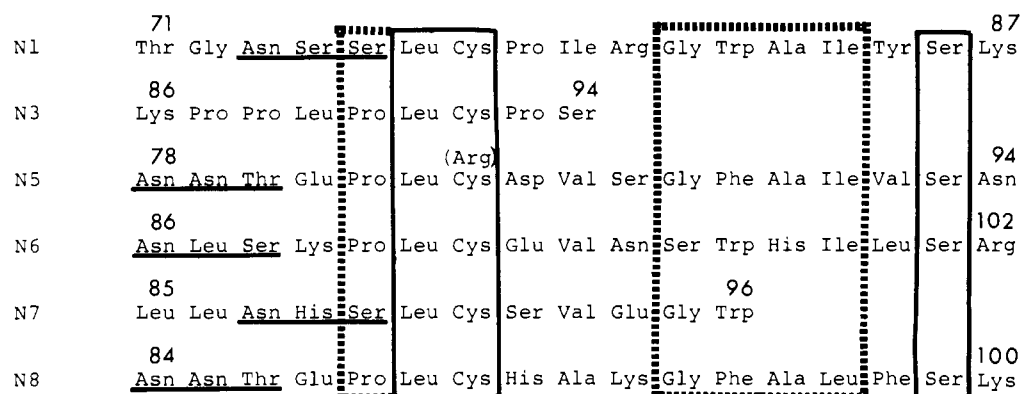 71 87
N1 Thr Gly Asn Ser Ser Leu Cys Pro Ile Arg Gly Trp Ala Ile Tyr Ser Lys
86 94
N3 Lys Pro Pro Leu Pro Leu Cys Pro Ser
78 (Arg) 94
N5 Asn Asn Thr Glu Pro Leu Cys Asp Val Ser Gly Phe Ala Ile Val Ser Asn
86 102
N6 Asn Leu Ser Lys Pro Leu Cys Glu Val Asn Ser Trp His Ile Leu Ser Arg
85 96
N7 Leu Leu Asn His Ser Leu Cys Ser Val Glu Gly Trp
84 100
N8 Asn Asn Thr Glu Pro Leu Cys His Ala Lys Gly Phe Ala Leu Phe Ser Lys